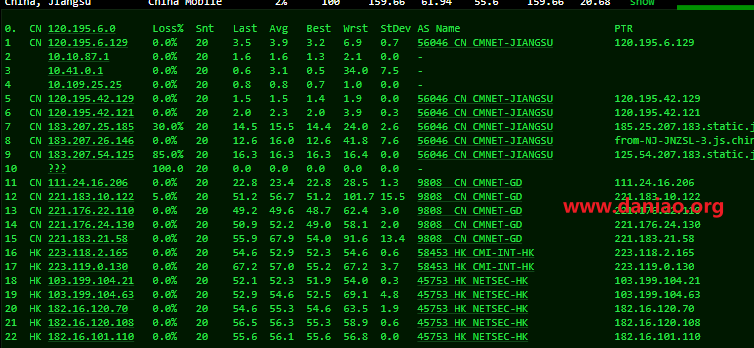 China, Jiangsu China Mobile 2% 100 159.66 61.94 55.6 159.66 20.68 show
0. CN 120.195.6.0 Loss% Snt Last Avg Best Wrst StDev AS Name PTR
1 CN 120.195.6.129 0.0% 20 3.5 3.9 3.2 6.9 0.7 56046 CN CMNET-JIANGSU 120.195.6.129
2 10.10.87.1 0.0% 20 1.6 1.6 1.3 2.1 0.0 -
3 10.41.0.1 0.0% 20 0.6 3.1 0.5 34.0 7.5 -
4 10.109.25.25 0.0% 20 0.8 0.8 0.7 1.0 0.0 -
5 CN 120.195.42.129 0.0% 20 1.5 1.5 1.4 1.9 0.0 56046 CN CMNET-JIANGSU 120.195.42.129
6 CN 120.195.42.121 0.0% 20 2.0 2.3 2.0 3.9 0.3 56046 CN CMNET-JIANGSU 120.195.42.121
7 CN 183.207.25.185 30.0% 20 14.5 15.5 14.4 24.0 2.6 56046 CN CMNET-JIANGSU 185.25.207.183.static.j
8 CN 183.207.26.146 0.0% 20 12.6 16.0 12.6 41.8 7.6 56046 CN CMNET-JIANGSU from-NJ-JNZSL-3.js.chin
9 CN 183.207.54.125 85.0% 20 16.3 16.3 16.3 16.4 0.0 56046 CN CMNET-JIANGSU 125.54.207.183.static.j
10 ??? 100.0 20 0.0 0.0 0.0 0.0 0.0 -
11 CN 111.24.16.206 0.0% 20 22.8 23.4 22.8 28.5 1.3 9808 CN CMNET-GD 111.24.16.206
12 CN 221.183.10.122 5.0% 20 51.2 56.7 51.2 101.7 15.5 9808 CN CMNET-GD 221.183.10.122
www.daniao.org
13 CN 221.176.22.110 0.0% 20 49.2 49.6 48.7 62.4 3.0 9808 CN CMNET-GD 221.176.22.110
14 CN 221.176.24.130 0.0% 20 50.9 52.2 49.0 58.1 2.0 9808 CN CMNET-GD 221.176.24.130
15 CN 221.183.21.58 0.0% 20 55.9 67.9 54.0 91.6 13.4 9808 CN CMNET-GD 221.183.21.58
16 HK 223.118.2.165 0.0% 20 54.6 52.9 52.3 54.6 0.6 58453 HK CMI-INT-HK 223.118.2.165
17 HK 223.119.0.130 0.0% 20 67.2 57.0 55.2 67.2 3.7 58453 HK CMI-INT-HK 223.119.0.130
18 HK 103.199.104.21 0.0% 20 52.1 52.3 51.9 54.0 0.3 45753 HK NETSEC-HK 103.199.104.21
19 HK 103.199.104.63 0.0% 20 52.9 54.6 52.5 69.1 4.8 45753 HK NETSEC-HK 103.199.104.63
20 HK 182.16.120.70 0.0% 20 54.6 55.3 54.6 63.5 1.9 45753 HK NETSEC-HK 182.16.120.70
21 HK 182.16.120.108 0.0% 20 56.5 56.3 55.3 58.9 0.6 45753 HK NETSEC-HK 182.16.120.108
22 HK 182.16.101.110 0.0% 20 55.6 56.1 55.6 56.8 0.0 45753 HK NETSEC-HK 182.16.101.110